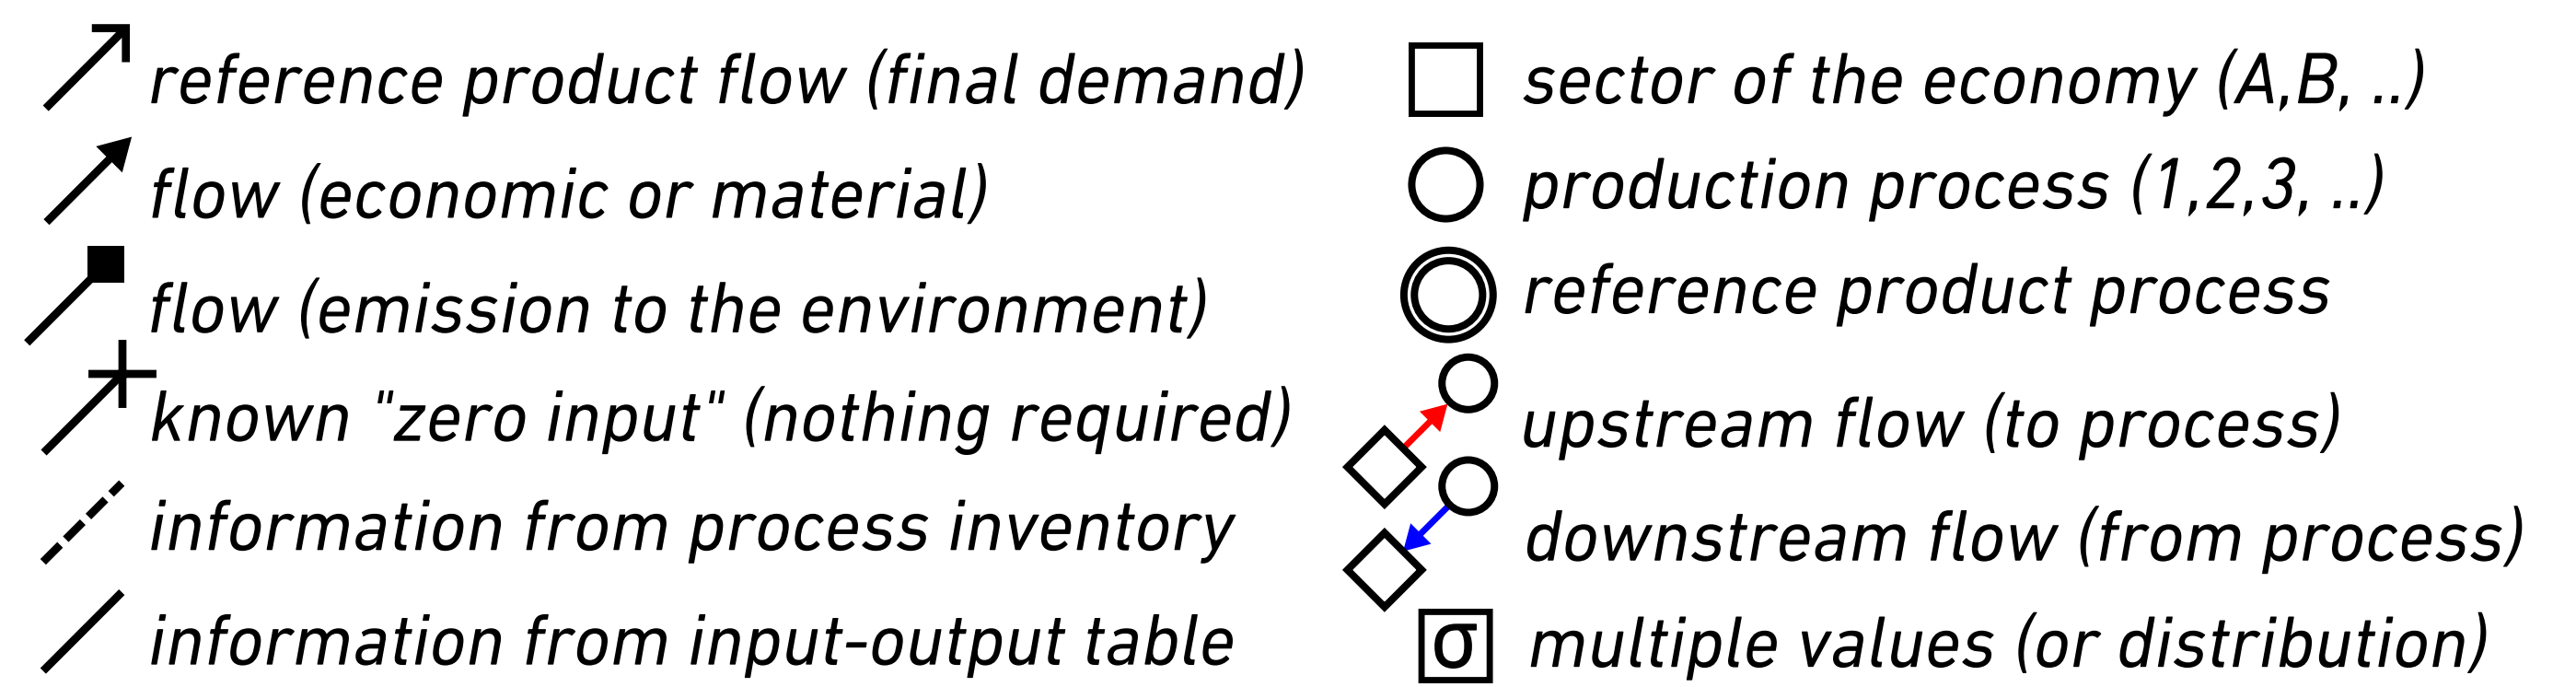 reference product flow (final demand)
flow (economic or material)
flow (emission to the environment)
known "zero input" (nothing required)
information from process inventory
information from input-output table
sector of the economy (A,B, ..)
production process (1,2,3, ..)
reference product process
upstream flow (to process)
downstream flow (from process)
σ multiple values (or distribution)